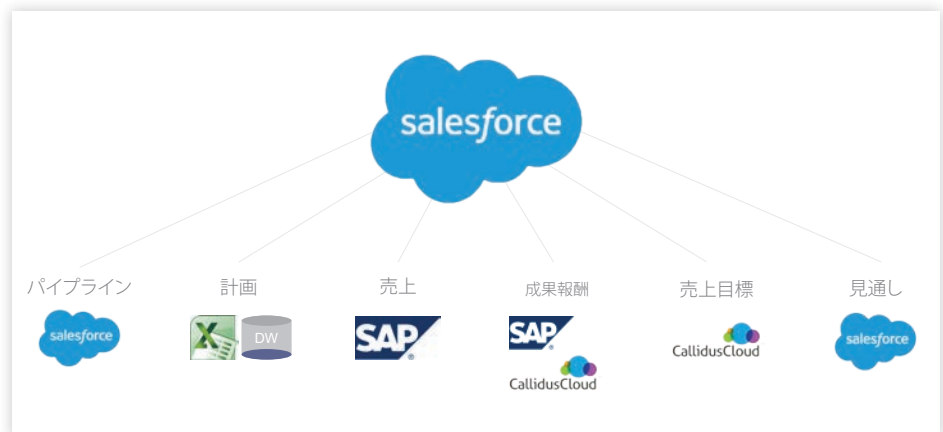 salesforce
パイプライン
計画
売上
成果報酬
売上目標
見通し
salesforce
X
DW
SAP
SAP
CallidusCloud
CallidusCloud
salesforce